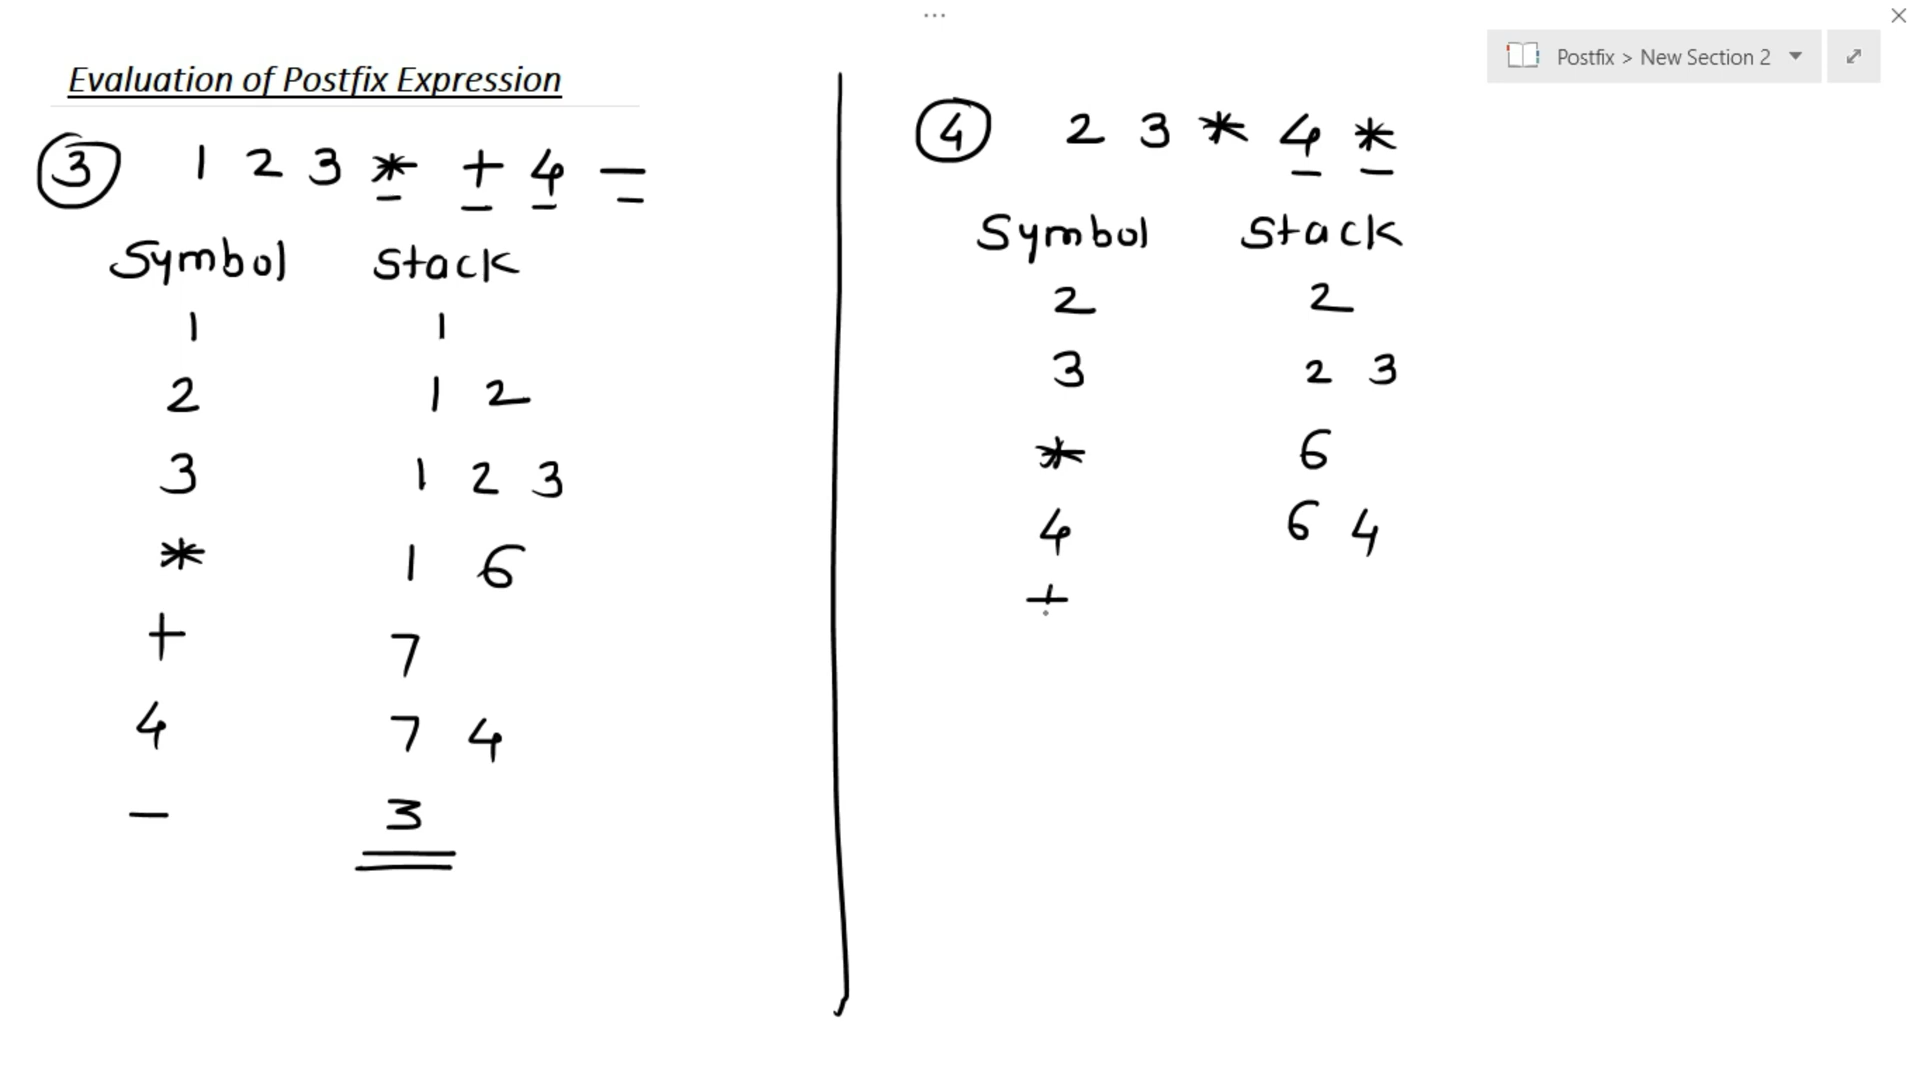 Evaluation of Postfix Expression
③ 1 2 3 * + 4 -
Symbol Stack
1 1
2 1 2
3 1 2 3
* 1 6
+ 7
4 7 4
- 3
Postfix > New Section 2
④ 2 3 * 4 *
Symbol Stack
2 2
3 2 3
* 6
4 6 4
+